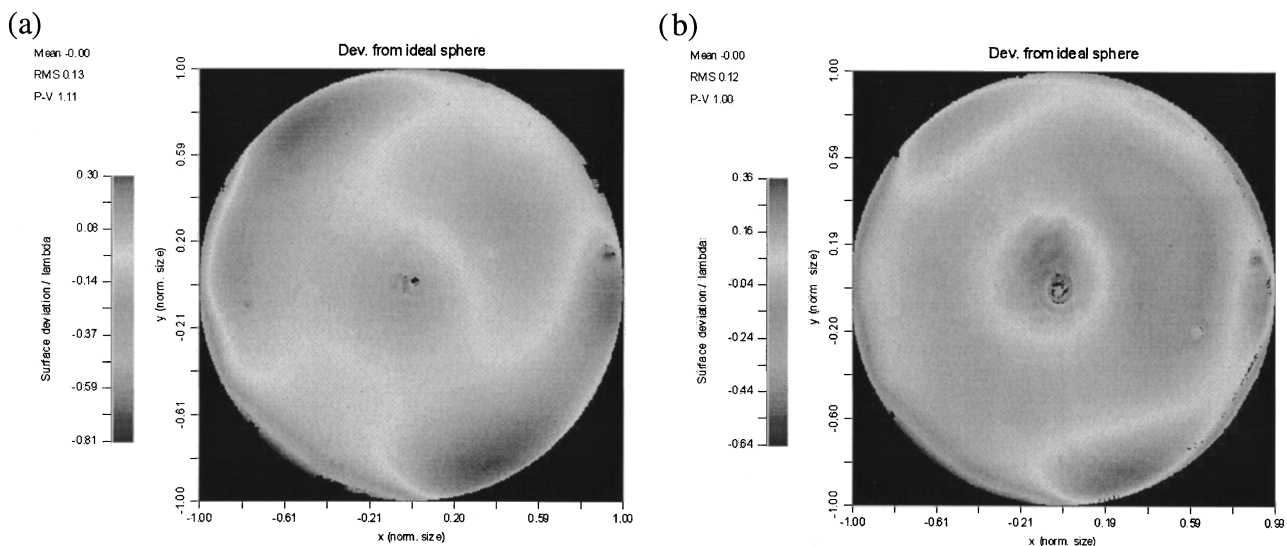 (a)
Mean -0.00
RMS 0.13
P-V 1.11
Dev. from ideal sphere
Surface deviation / lambda
0.30
0.08
-0.14
-0.37
-0.59
-0.81
y (norm. size)
1.00
0.59
0.20
-0.21
-0.61
-1.00
-1.00
-0.61
-0.21
0.20
0.59
1.00
x (norm. size)
(b)
Mean -0.00
RMS 0.12
P-V 1.00
Dev. from ideal sphere
Surface deviation / lambda
0.36
0.16
-0.04
-0.24
-0.44
-0.64
y (norm. size)
1.00
0.59
0.19
-0.20
-0.60
-1.00
-1.00
-0.61
-0.21
0.19
0.59
0.99
x (norm. size)